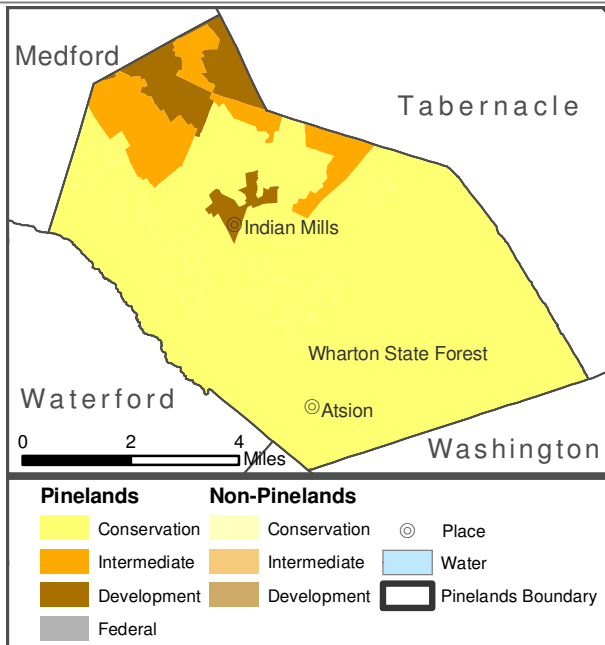 Medford
Tabernacle
Indian Mills
Wharton State Forest
Waterford
Atsion
Washington
0 2 4
Miles
Pinelands Non-Pinelands
Conservation Conservation Place
Intermediate Intermediate Water
Development Development Pinelands Boundary
Federal